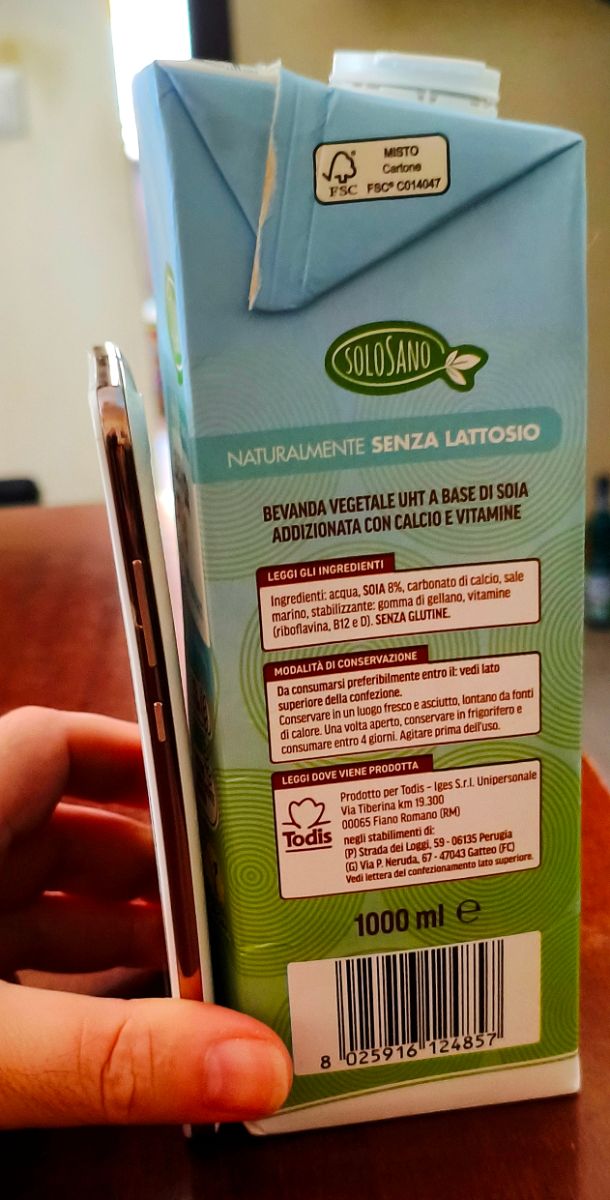 MISTO
Cartone
FSC FSC® C014047
SOLOSANO
NATURALMENTE SENZA LATTOSIO
BEVANDA VEGETALE UHT A BASE DI SOIA
ADDIZIONATA CON CALCIO E VITAMINE
LEGGI GLI INGREDIENTI
Ingredienti: acqua, SOIA 8%, carbonato di calcio, sale
marino, stabilizzante: gomma di gellano, vitamine
(riboflavina, B12 e D). SENZA GLUTINE.
MODALITÀ DI CONSERVAZIONE
Da consumarsi preferibilmente entro il: vedi lato
superiore della confezione.
Conservare in un luogo fresco e asciutto, lontano da fonti
di calore. Una volta aperto, conservare in frigorifero e
consumare entro 4 giorni. Agitare prima dell'uso.
LEGGI DOVE VIENE PRODOTTA
Todis
Prodotto per Todis - Iges S.r.l. Unipersonale
Via Tiberina km 19.300
00065 Fiano Romano (RM)
negli stabilimenti di:
(P) Strada dei Loggi, 59 - 06135 Perugia
(G) Via P. Neruda, 67 - 47043 Gatteo (FC)
Vedi lettera del confezionamento lato superiore.
1000 ml ℮
8 025916 124857